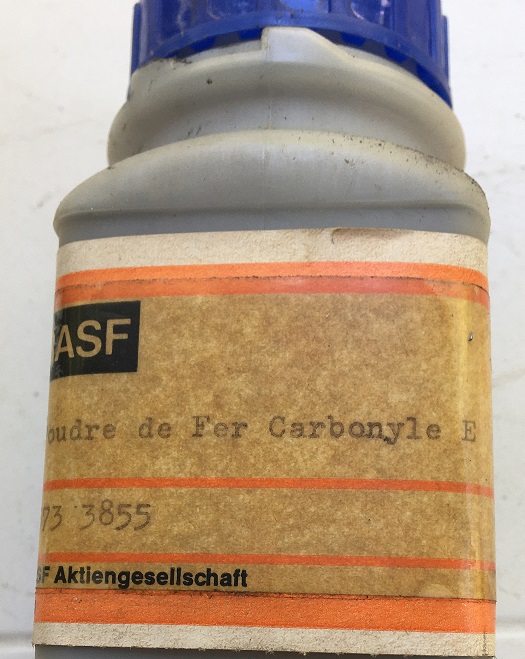 ASF
oudre de Fer Carbonyle E
73 3855
SF Aktiengesellschaft